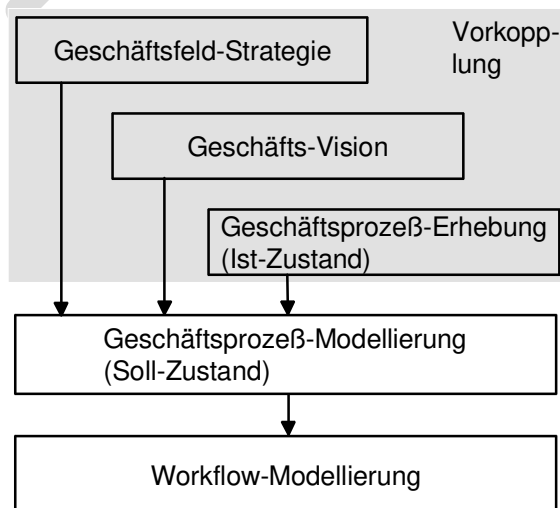 Geschäftsfeld-Strategie
Vorkopp-
lung
Geschäfts-Vision
Geschäftsprozeß-Erhebung
(Ist-Zustand)
Geschäftsprozeß-Modellierung
(Soll-Zustand)
Workflow-Modellierung